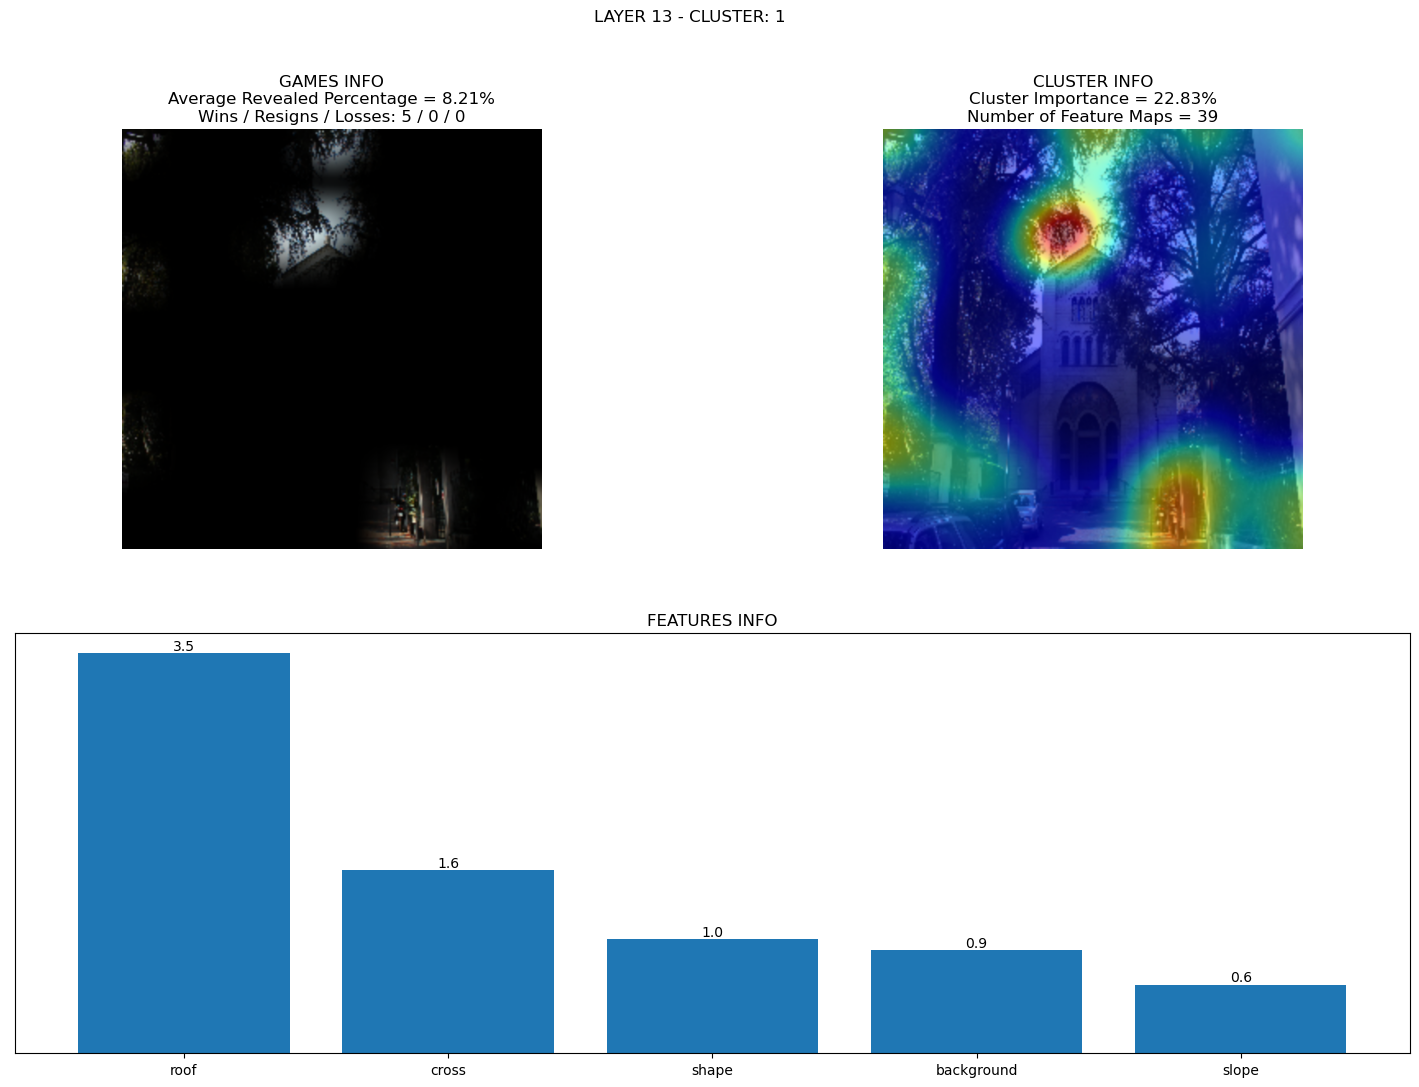 LAYER 13 - CLUSTER: 1
GAMES INFO
Average Revealed Percentage = 8.21%
Wins / Resigns / Losses: 5 / 0 / 0
CLUSTER INFO
Cluster Importance = 22.83%
Number of Feature Maps = 39
FEATURES INFO
3.5
1.6
1.0
0.9
0.6
roof
cross
shape
background
slope